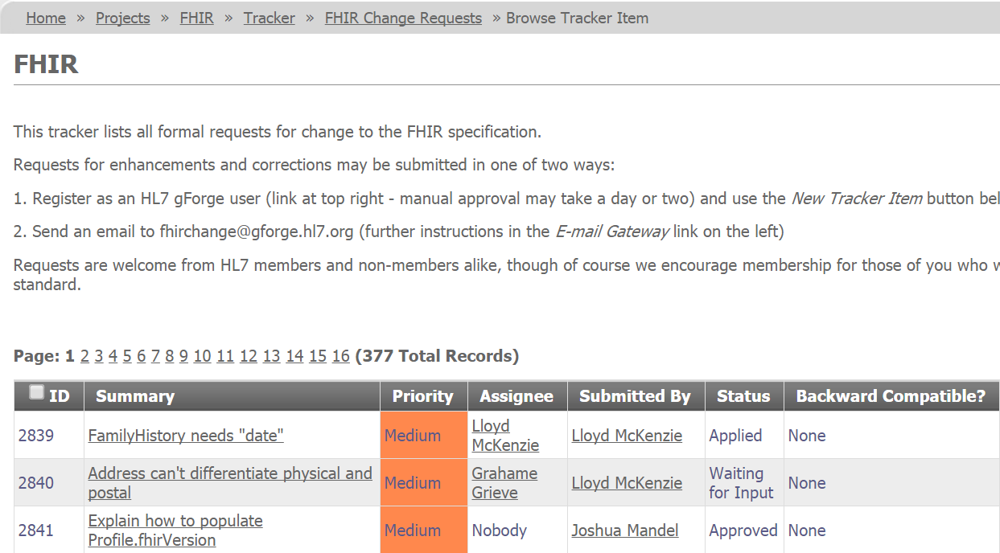 Home » Projects » FHIR » Tracker » FHIR Change Requests » Browse Tracker Item
FHIR
This tracker lists all formal requests for change to the FHIR specification.
Requests for enhancements and corrections may be submitted in one of two ways:
1. Register as an HL7 gForge user (link at top right - manual approval may take a day or two) and use the New Tracker Item button bel
2. Send an email to fhirchange@gforge.hl7.org (further instructions in the E-mail Gateway link on the left)
Requests are welcome from HL7 members and non-members alike, though of course we encourage membership for those of you who w
standard.
Page: 1 2 3 4 5 6 7 8 9 10 11 12 13 14 15 16 (377 Total Records)
ID Summary Priority Assignee Submitted By Status Backward Compatible?
2839 FamilyHistory needs "date" Medium Lloyd McKenzie Lloyd McKenzie Applied None
2840 Address can't differentiate physical and postal Medium Grahame Grieve Lloyd McKenzie Waiting for Input None
2841 Explain how to populate Profile.fhirVersion Medium Nobody Joshua Mandel Approved None